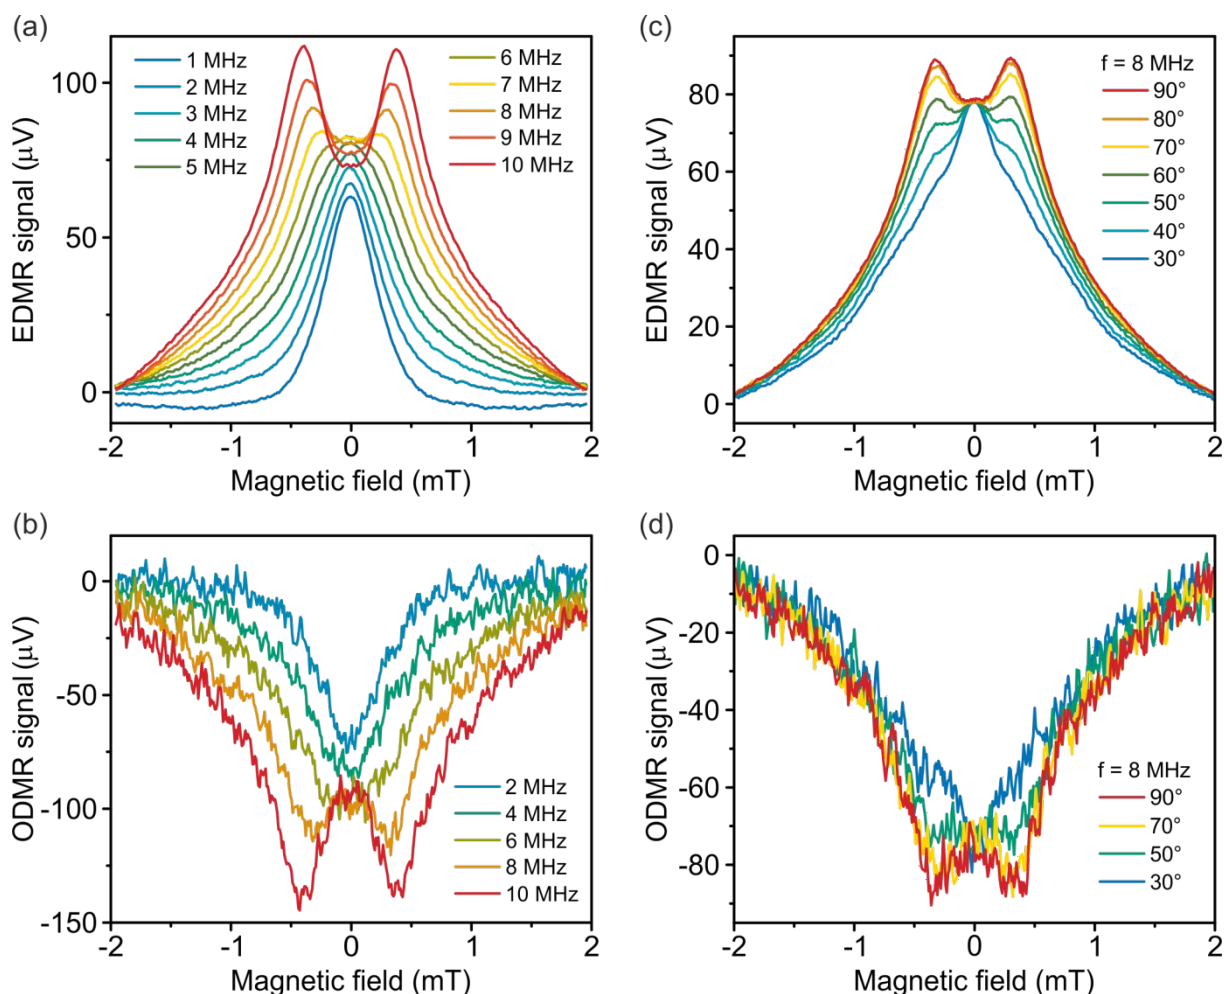 (a)
1 MHz
2 MHz
3 MHz
4 MHz
5 MHz
6 MHz
7 MHz
8 MHz
9 MHz
10 MHz
100
50
0
EDMR signal (μV)
-2 -1 0 1 2
Magnetic field (mT)
(c)
f = 8 MHz
90°
80°
70°
60°
50°
40°
30°
80
60
40
20
0
EDMR signal (μV)
-2 -1 0 1 2
Magnetic field (mT)
(b)
0
-50
-100
-150
ODMR signal (μV)
2 MHz
4 MHz
6 MHz
8 MHz
10 MHz
-2 -1 0 1 2
Magnetic field (mT)
(d)
0
-20
-40
-60
-80
ODMR signal (μV)
f = 8 MHz
90°
70°
50°
30°
-2 -1 0 1 2
Magnetic field (mT)